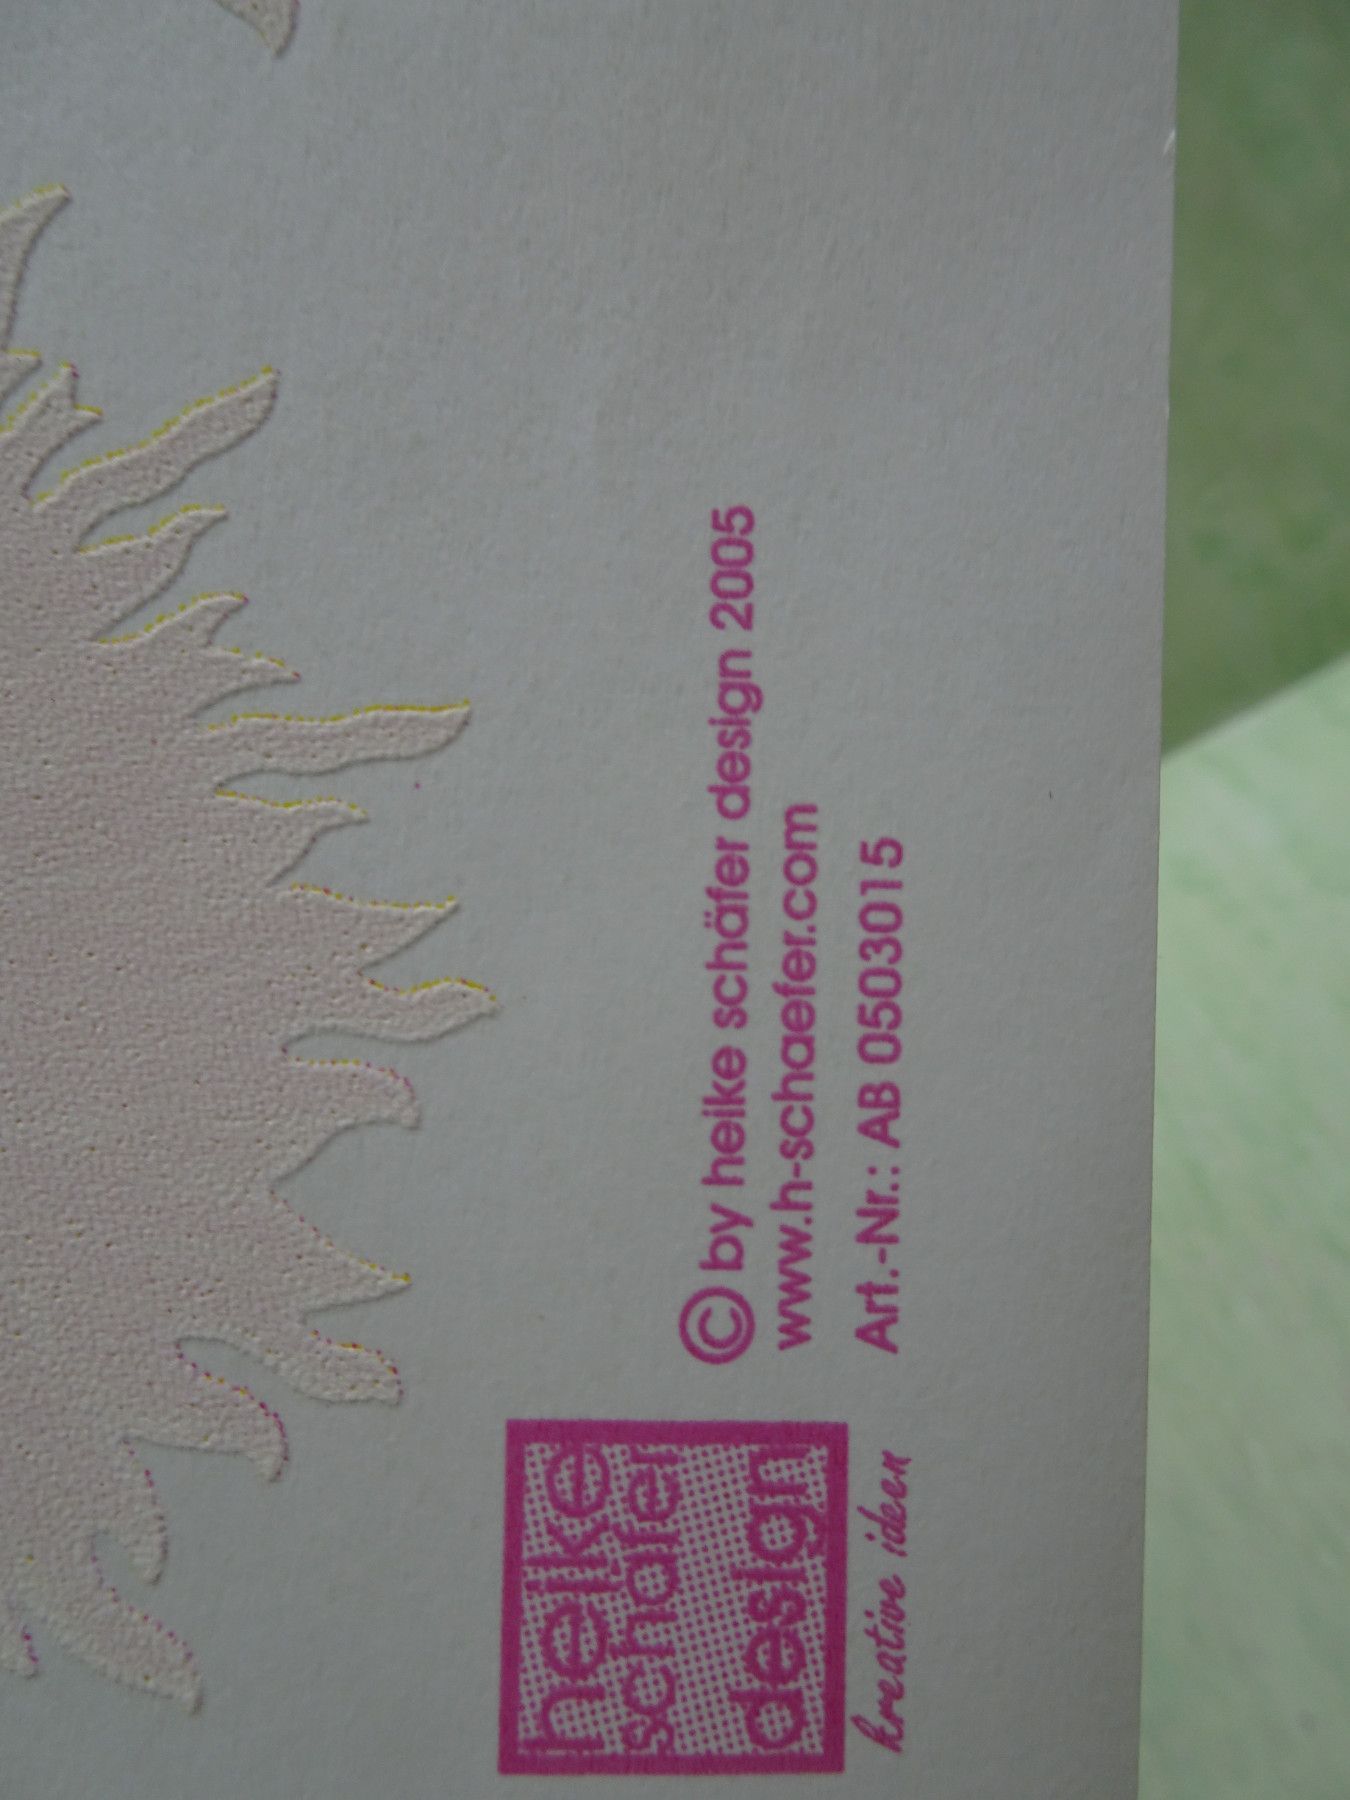 © by heike schäfer design 2005
www.h-schaefer.com
Art.-Nr.: AB 0503015
heike
schäfer
design
kreative ideen